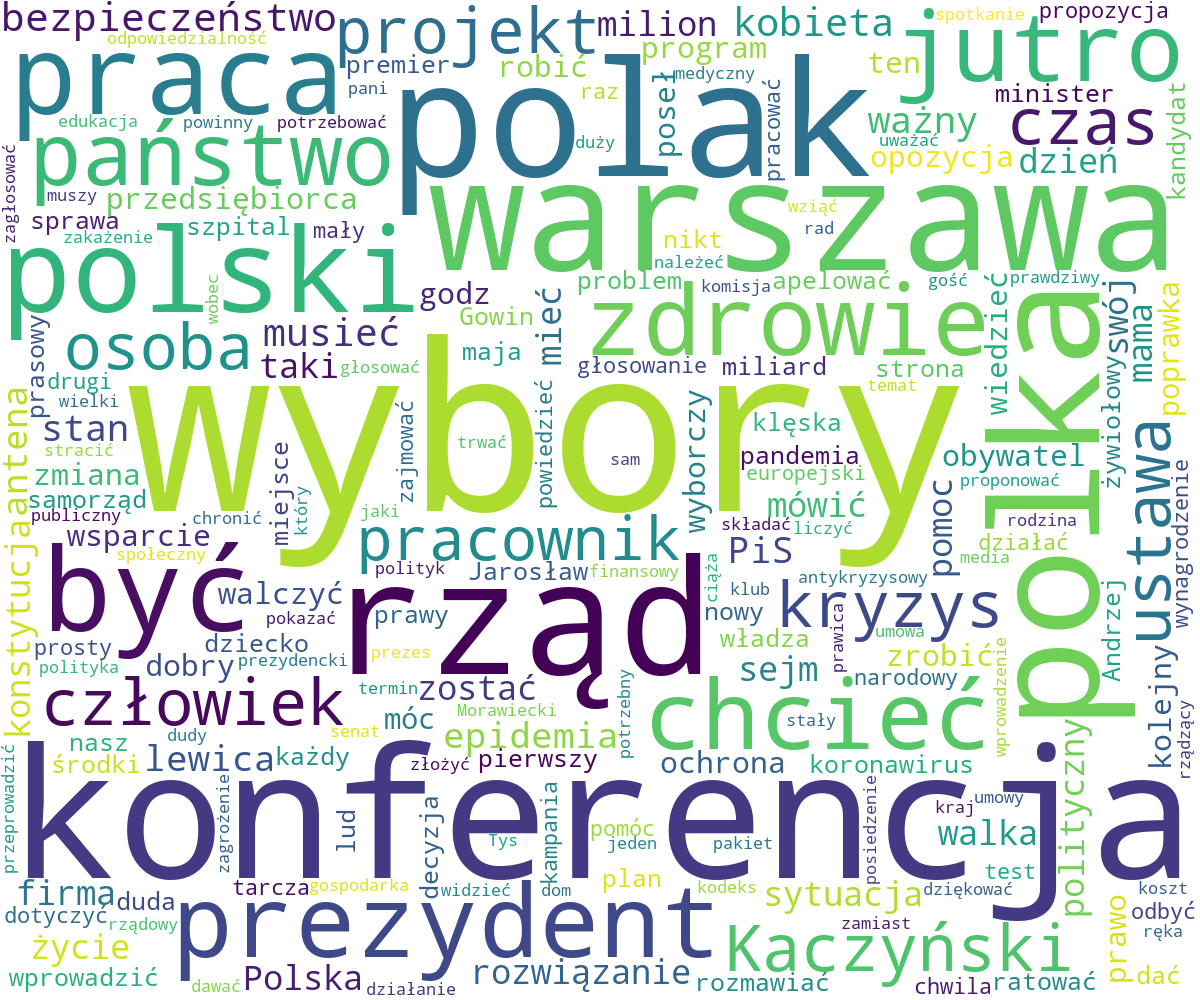 bezpieczeństwo
odpowiedzialność
praca
projekt
milion
kobieta
spotkanie
propozycja
jutro
premier
pani
robić
program
raz
medyczny
poseł
duży
polak
pracować
ten
ważny
uważać
minister
czas
kandydat
edukacja
powinny
potrzebować
państwo
opozycja
dzień
zagłosować
muszy
przedsiębiorca
sprawa
zakażenie
szpital
mały
warszawa
wziąć
rad
nikt
należeć
polski
wobec
godz
problem
komisja
apelować
gość
prawdziwy
zdrowie
Gowin
mieć
wiedzieć
polka
swój
żywiołowy
mama
poprawka
prasowy
osoba
musieć
taki
głosować
maja
głosowanie
miliard
strona
temat
drugi
wielki
wybory
antena
konstytucja
stan
stracić
zmiana
samorząd
publiczny
chronić
miejsce
który
zajmować
jaki
powiedzieć
trwać
sam
wyborczy
klęska
pandemia
europejski
mówić
składać
liczyć
obywatel
proponować
pomoc
rodzina
działać
media
ustawa
wynagrodzenie
wsparcie
społeczny
pracownik
PiS
być
walczyć
polityk
Jarosław
finansowy
ciąża
klub
antykryzysowy
pokazać
prawy
rząd
nowy
kryzys
prosty
polityka
dziecko
dobry
prezydencki
prezes
władza
prawica
umowa
zrobić
Andrzej
człowiek
termin
zostać
Morawiecki
potrzebny
sejm
narodowy
wprowadzenie
kolejny
rządzący
nasz
dudy
móc
senat
epidemia
chcieć
stały
polityczny
przeprowadzić
środki
lewica
każdy
złożyć
pierwszy
ochrona
koronawirus
konferencja
zagrożenie
lud
decyzja
Tys
kampania
pomóc
jeden
pakiet
posiedzenie
kraj
umowy
walka
test
firma
duda
tarcza
gospodarka
widzieć
dom
plan
kodeks
sytuacja
dziękować
koszt
dotyczyć
rządowy
prezydent
zamiast
odbyć
ręka
prawo
życie
Kaczyński
wprowadzić
dawać
Polska
działanie
rozwiązanie
rozmawiać
chwila
ratować
dać